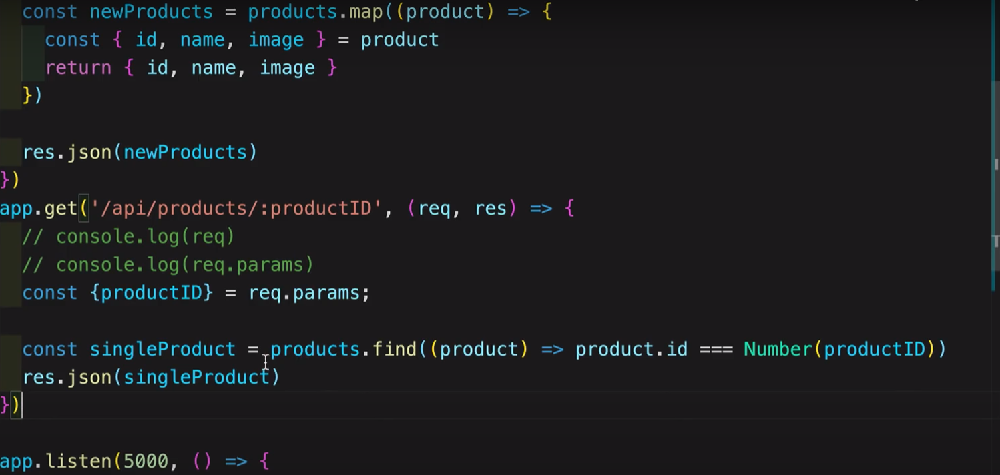 const newProducts = products.map((product) => {
const { id, name, image } = product
return { id, name, image }
})
res.json(newProducts)
})
app.get('/api/products/:productID', (req, res) => {
// console.log(req)
// console.log(req.params)
const {productID} = req.params;
const singleProduct = products.find((product) => product.id === Number(productID))
res.json(singleProduct)
})
app.listen(5000, () => {